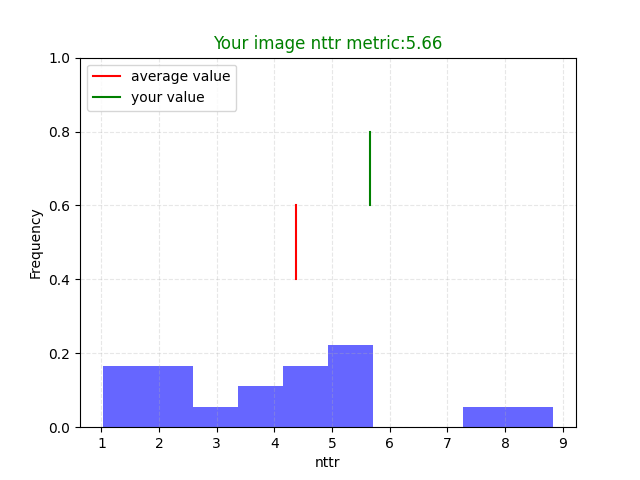 Your image nttr metric:5.66
average value
your value
Frequency
1.0
0.8
0.6
0.4
0.2
0.0
1 2 3 4 5 6 7 8 9
nttr